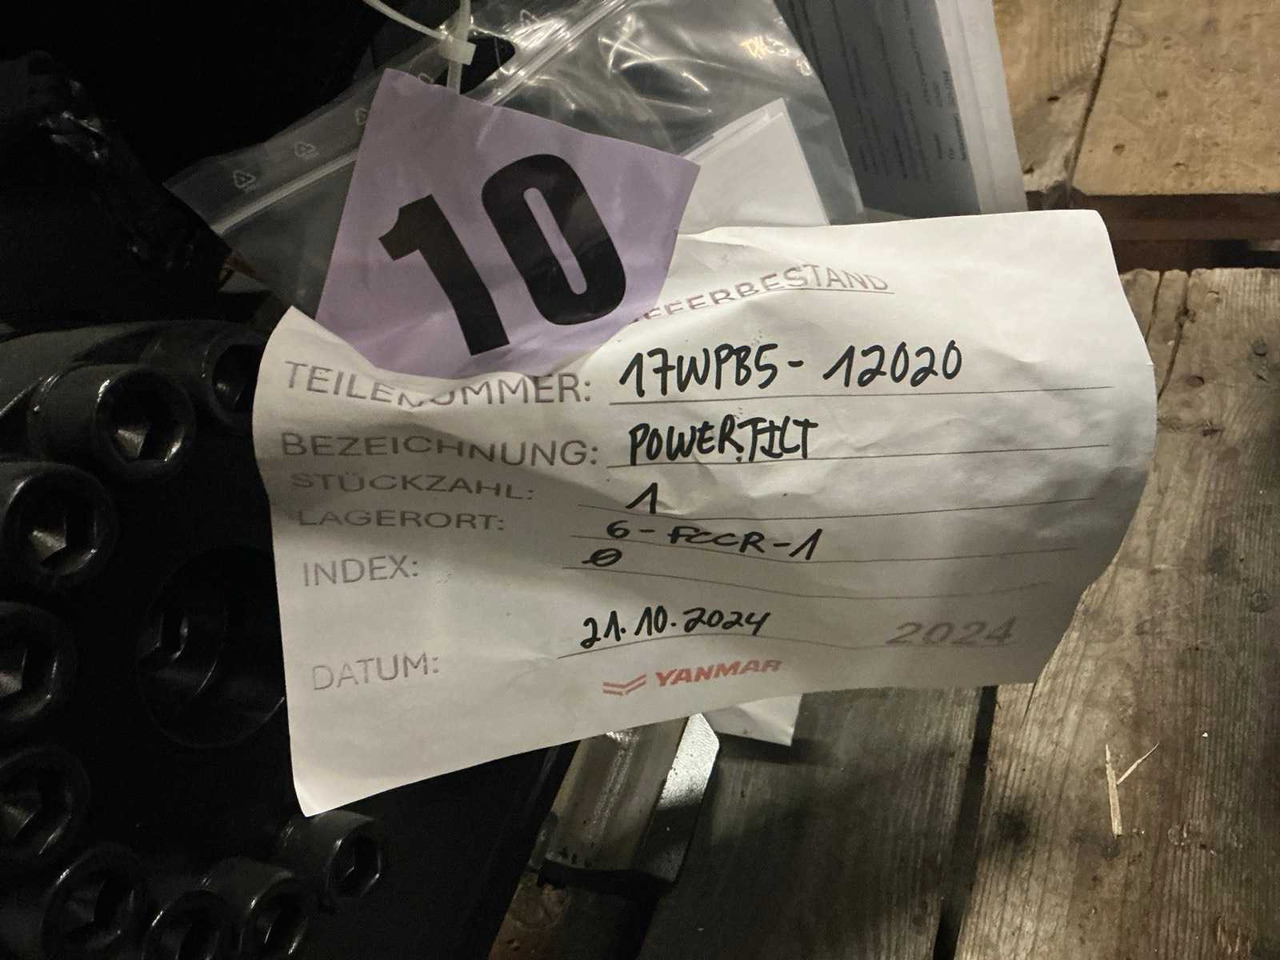 10
TEILENUMMER: 17WPB5-12020
BEZEICHNUNG: POWERTILT
STÜCKZAHL: 1
LAGERORT: 6-FCCR-1
INDEX: 0
DATUM: 21.10.2024
2024
YANMAR